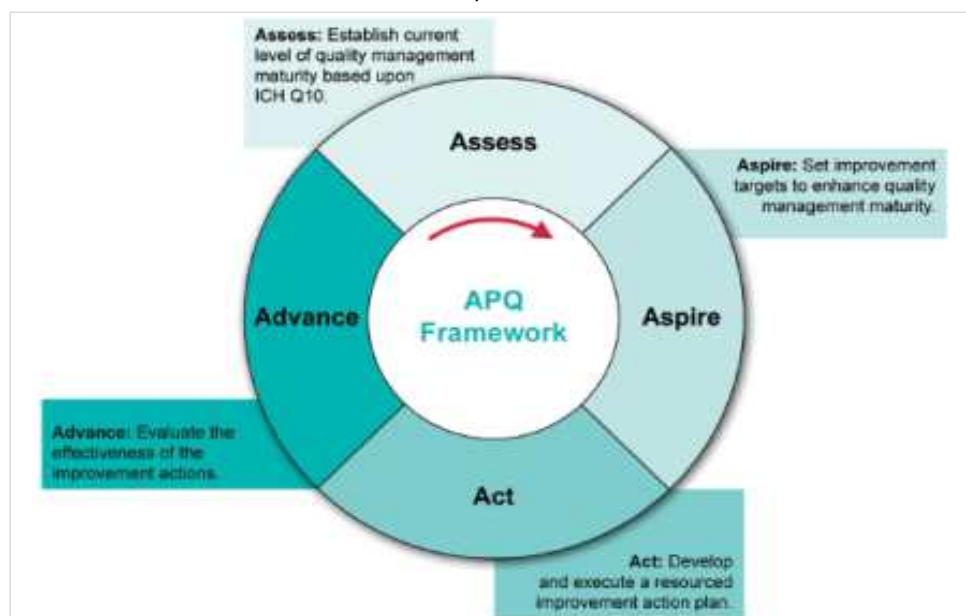 Assess: Establish current
level of quality management
maturity based upon
ICH Q10.
Assess
Aspire: Set improvement
targets to enhance quality
management maturity.
APQ
Framework
Advance
Aspire
Advance: Evaluate the
effectiveness of the
improvement actions.
Act
Act: Develop
and execute a resourced
improvement action plan.